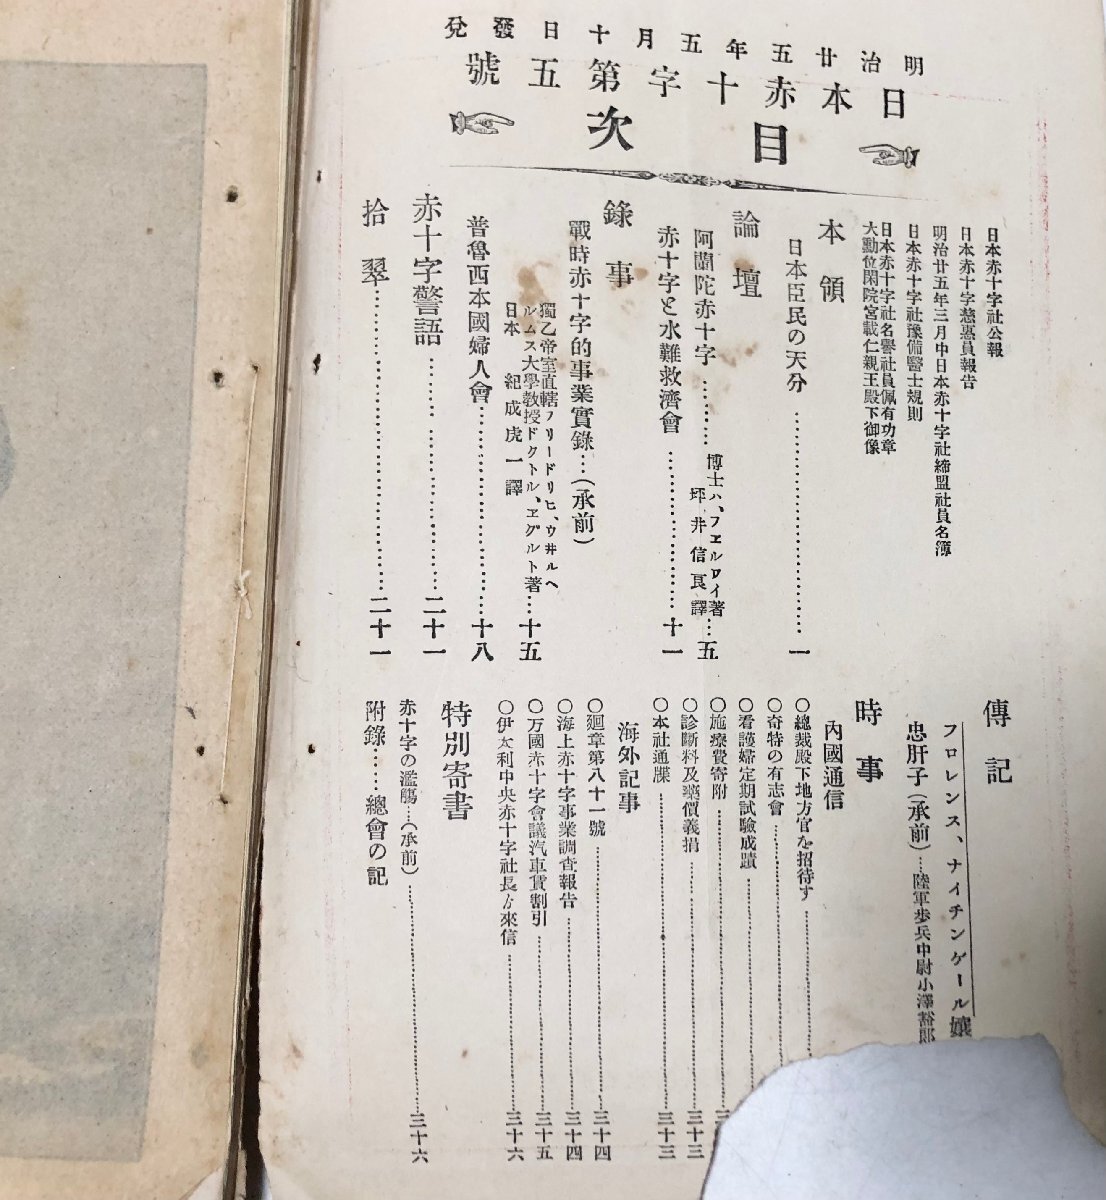 明治廿五年五月十日發兌
日本赤十字第五號
目次
日本赤十字社公報
日本赤十字慈惠員報告
明治廿五年三月中日本赤十字社締盟社員名簿
日本赤十字社豫備醫士規則
日本赤十字社名譽社員佩有功章
大勳位閑院宮載仁親王殿下御像
本領
日本臣民の天分……………………一
論壇
阿蘭陀赤十字………博士ハ、フエルワイ著…五
坪井信良譯
赤十字と水難救濟會………………十一
錄事
戰時赤十字的事業實錄…(承前)
獨乙帝室直轄フリードリヒ、ウヰルヘ
ルムス大學教授ドクトル、ヱグルト著…十五
日本 紀成虎一譯
普魯西本國婦人會…………………十八
赤十字警語…………………二十一
拾翠…………………………二十一
傳記
フロレンス、ナイチンゲール孃
忠肝子(承前)…陸軍歩兵中尉小澤豁郎
時事
內國通信
○總裁殿下地方官を招待す
○奇特の有志會
○看護婦定期試驗成蹟
○施療費寄附……………………三
○診斷料及藥價義捐………………三十三
○本社通牒……………………三十三
海外記事
○廻章第八十一號……………………三十四
○海上赤十字事業調査報告………………三十四
○万國赤十字會議汽車賃割引………………三十五
○伊太利中央赤十字社長ゟ來信………………三十六
特別寄書
赤十字の濫觴…(承前)………………三十六
附錄……總會の記